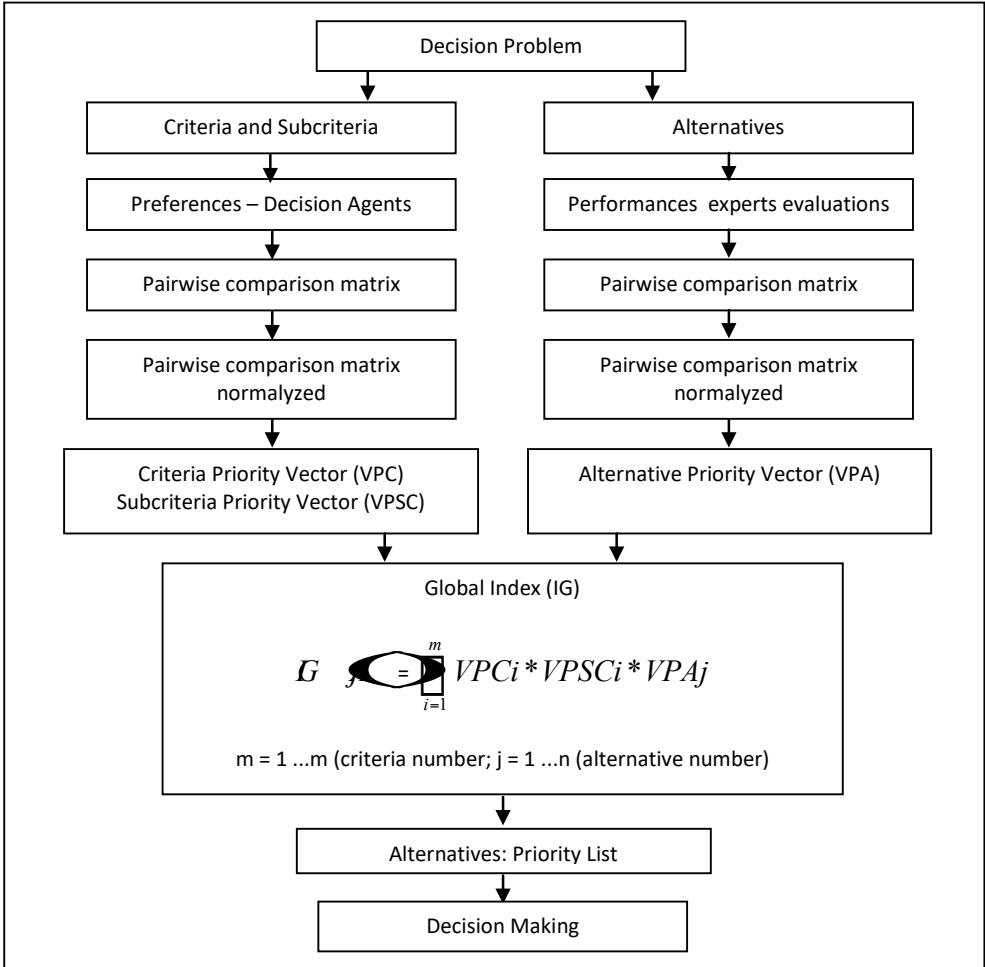 Decision Problem
Criteria and Subcriteria
Alternatives
Preferences – Decision Agents
Performances experts evaluations
Pairwise comparison matrix
Pairwise comparison matrix
Pairwise comparison matrix
normalyzed
Pairwise comparison matrix
normalyzed
Criteria Priority Vector (VPC)
Subcriteria Priority Vector (VPSC)
Alternative Priority Vector (VPA)
Global Index (IG)
m
= VPCi * VPSCi * VPAj
i=1
m = 1 ...m (criteria number; j = 1 ...n (alternative number)
Alternatives: Priority List
Decision Making